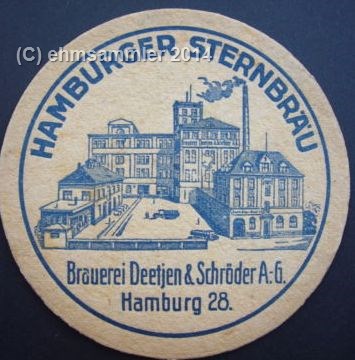 (C) ehmsammler 2014
HAMBURGER STERNBRÄU
Brauerei Deetjen & Schröder A.-G.
Hamburg 28.